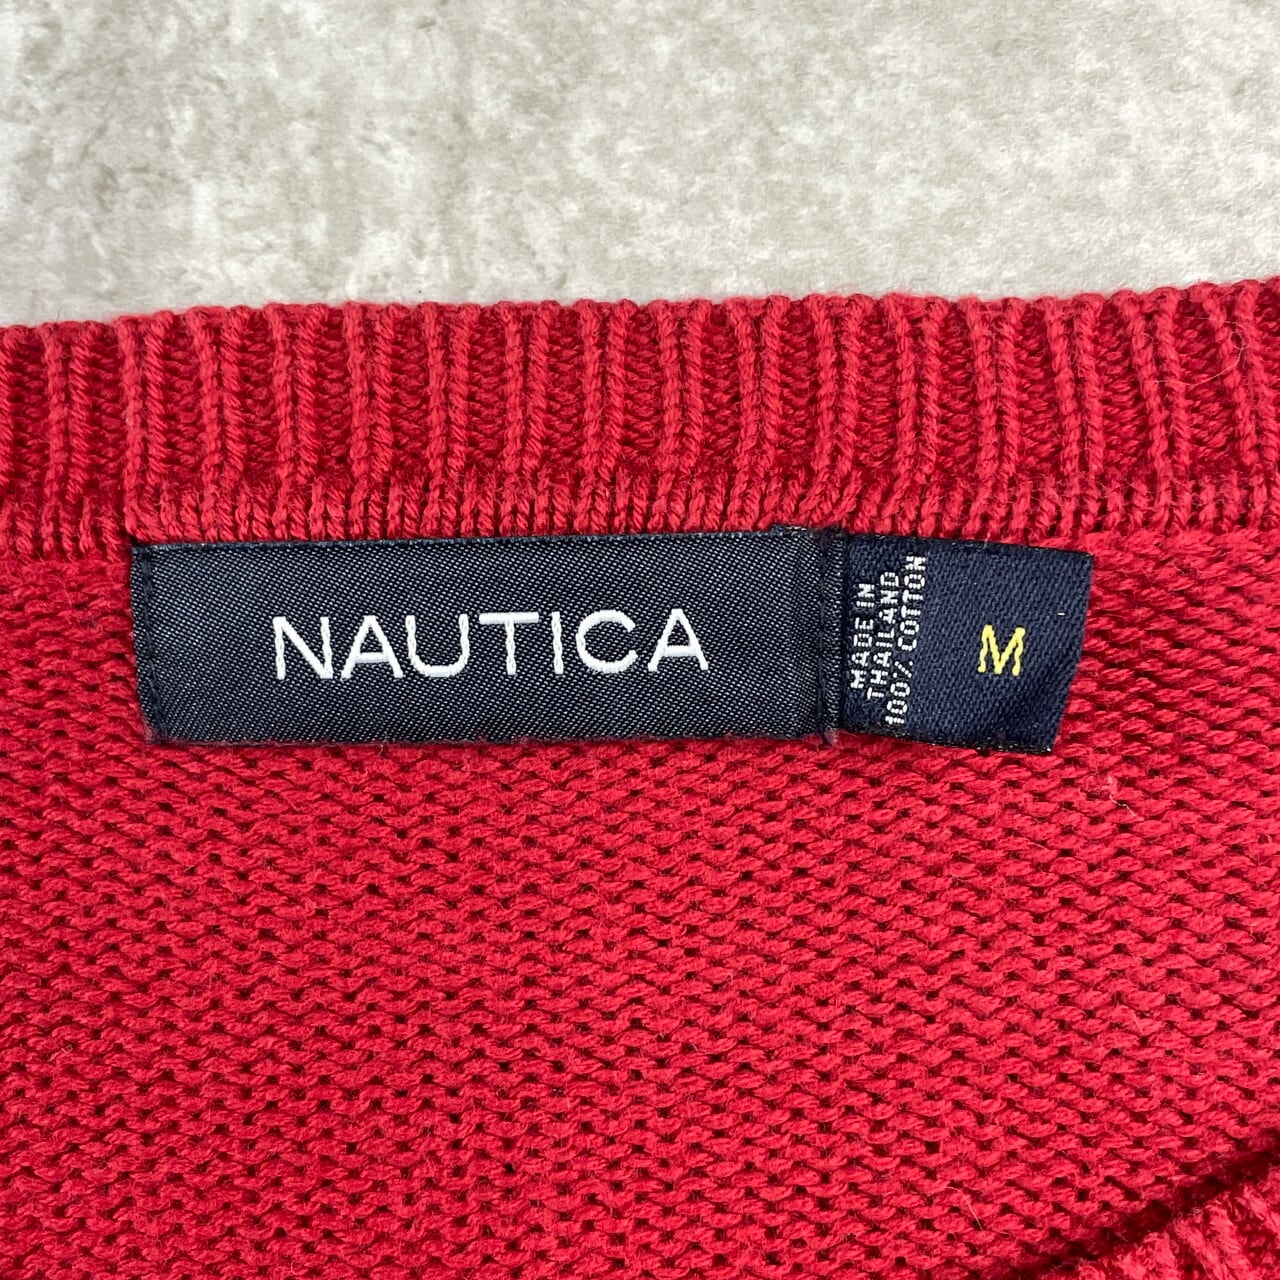 NAUTICA
MADE IN
THAILAND
100% COTTON
M